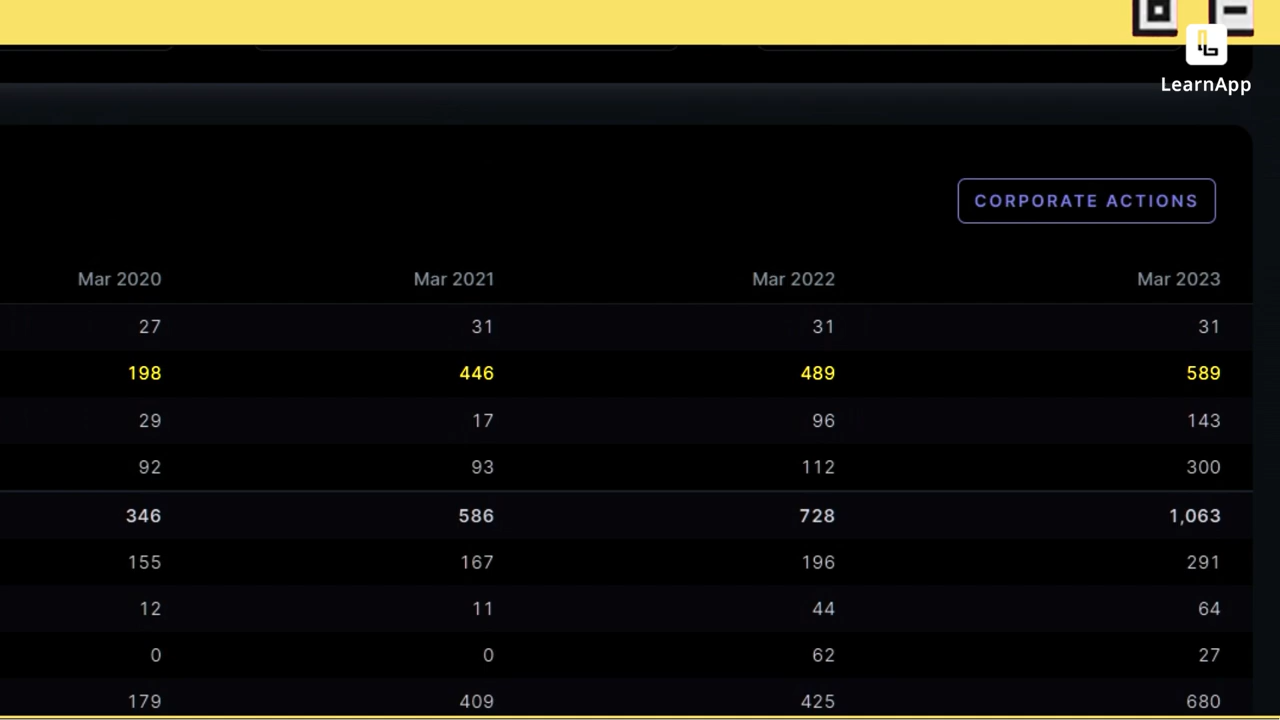 LearnApp
CORPORATE ACTIONS
Mar 2020 Mar 2021 Mar 2022 Mar 2023
27 31 31 31
198 446 489 589
29 17 96 143
92 93 112 300
346 586 728 1,063
155 167 196 291
12 11 44 64
0 0 62 27
179 409 425 680